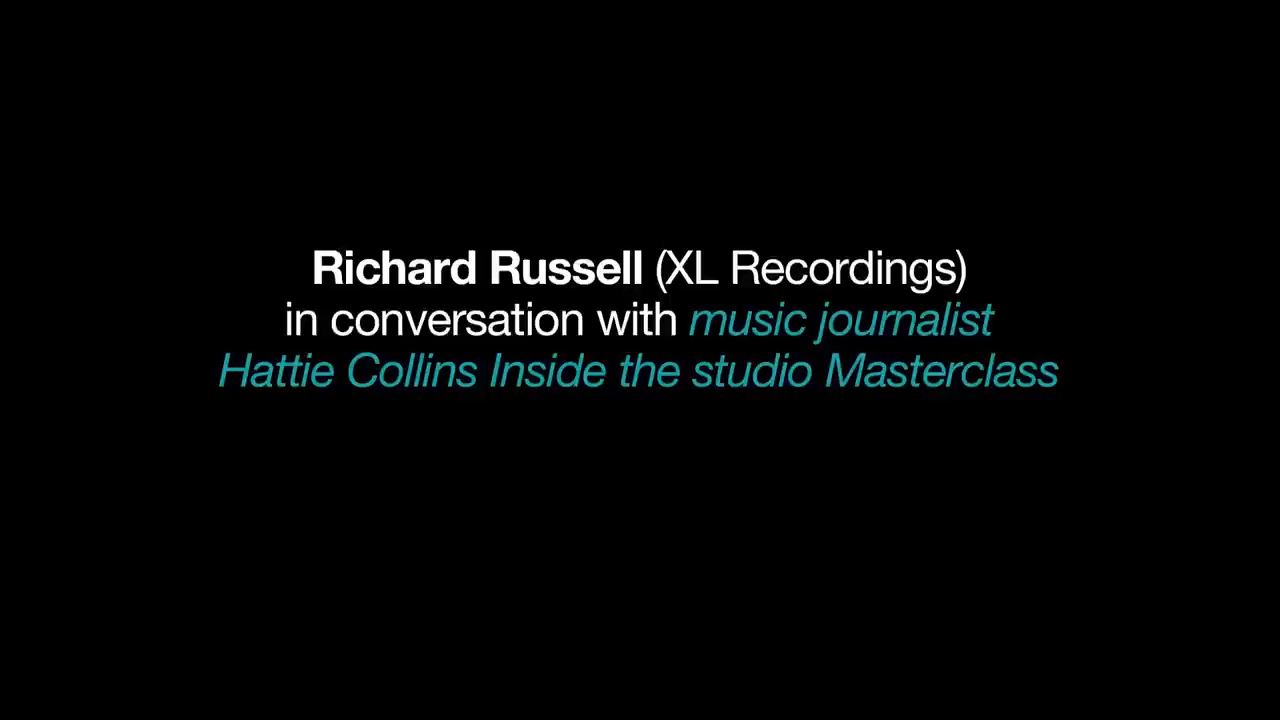 Richard Russell (XL Recordings)
in conversation with music journalist
Hattie Collins Inside the studio Masterclass